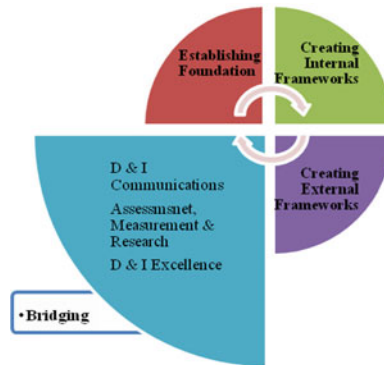 Establishing
Foundation
Creating
Internal
Frameworks
Creating
External
Frameworks
D & I
Communications
Assessmsnet,
Measurement &
Research
D & I Excellence
•Bridging